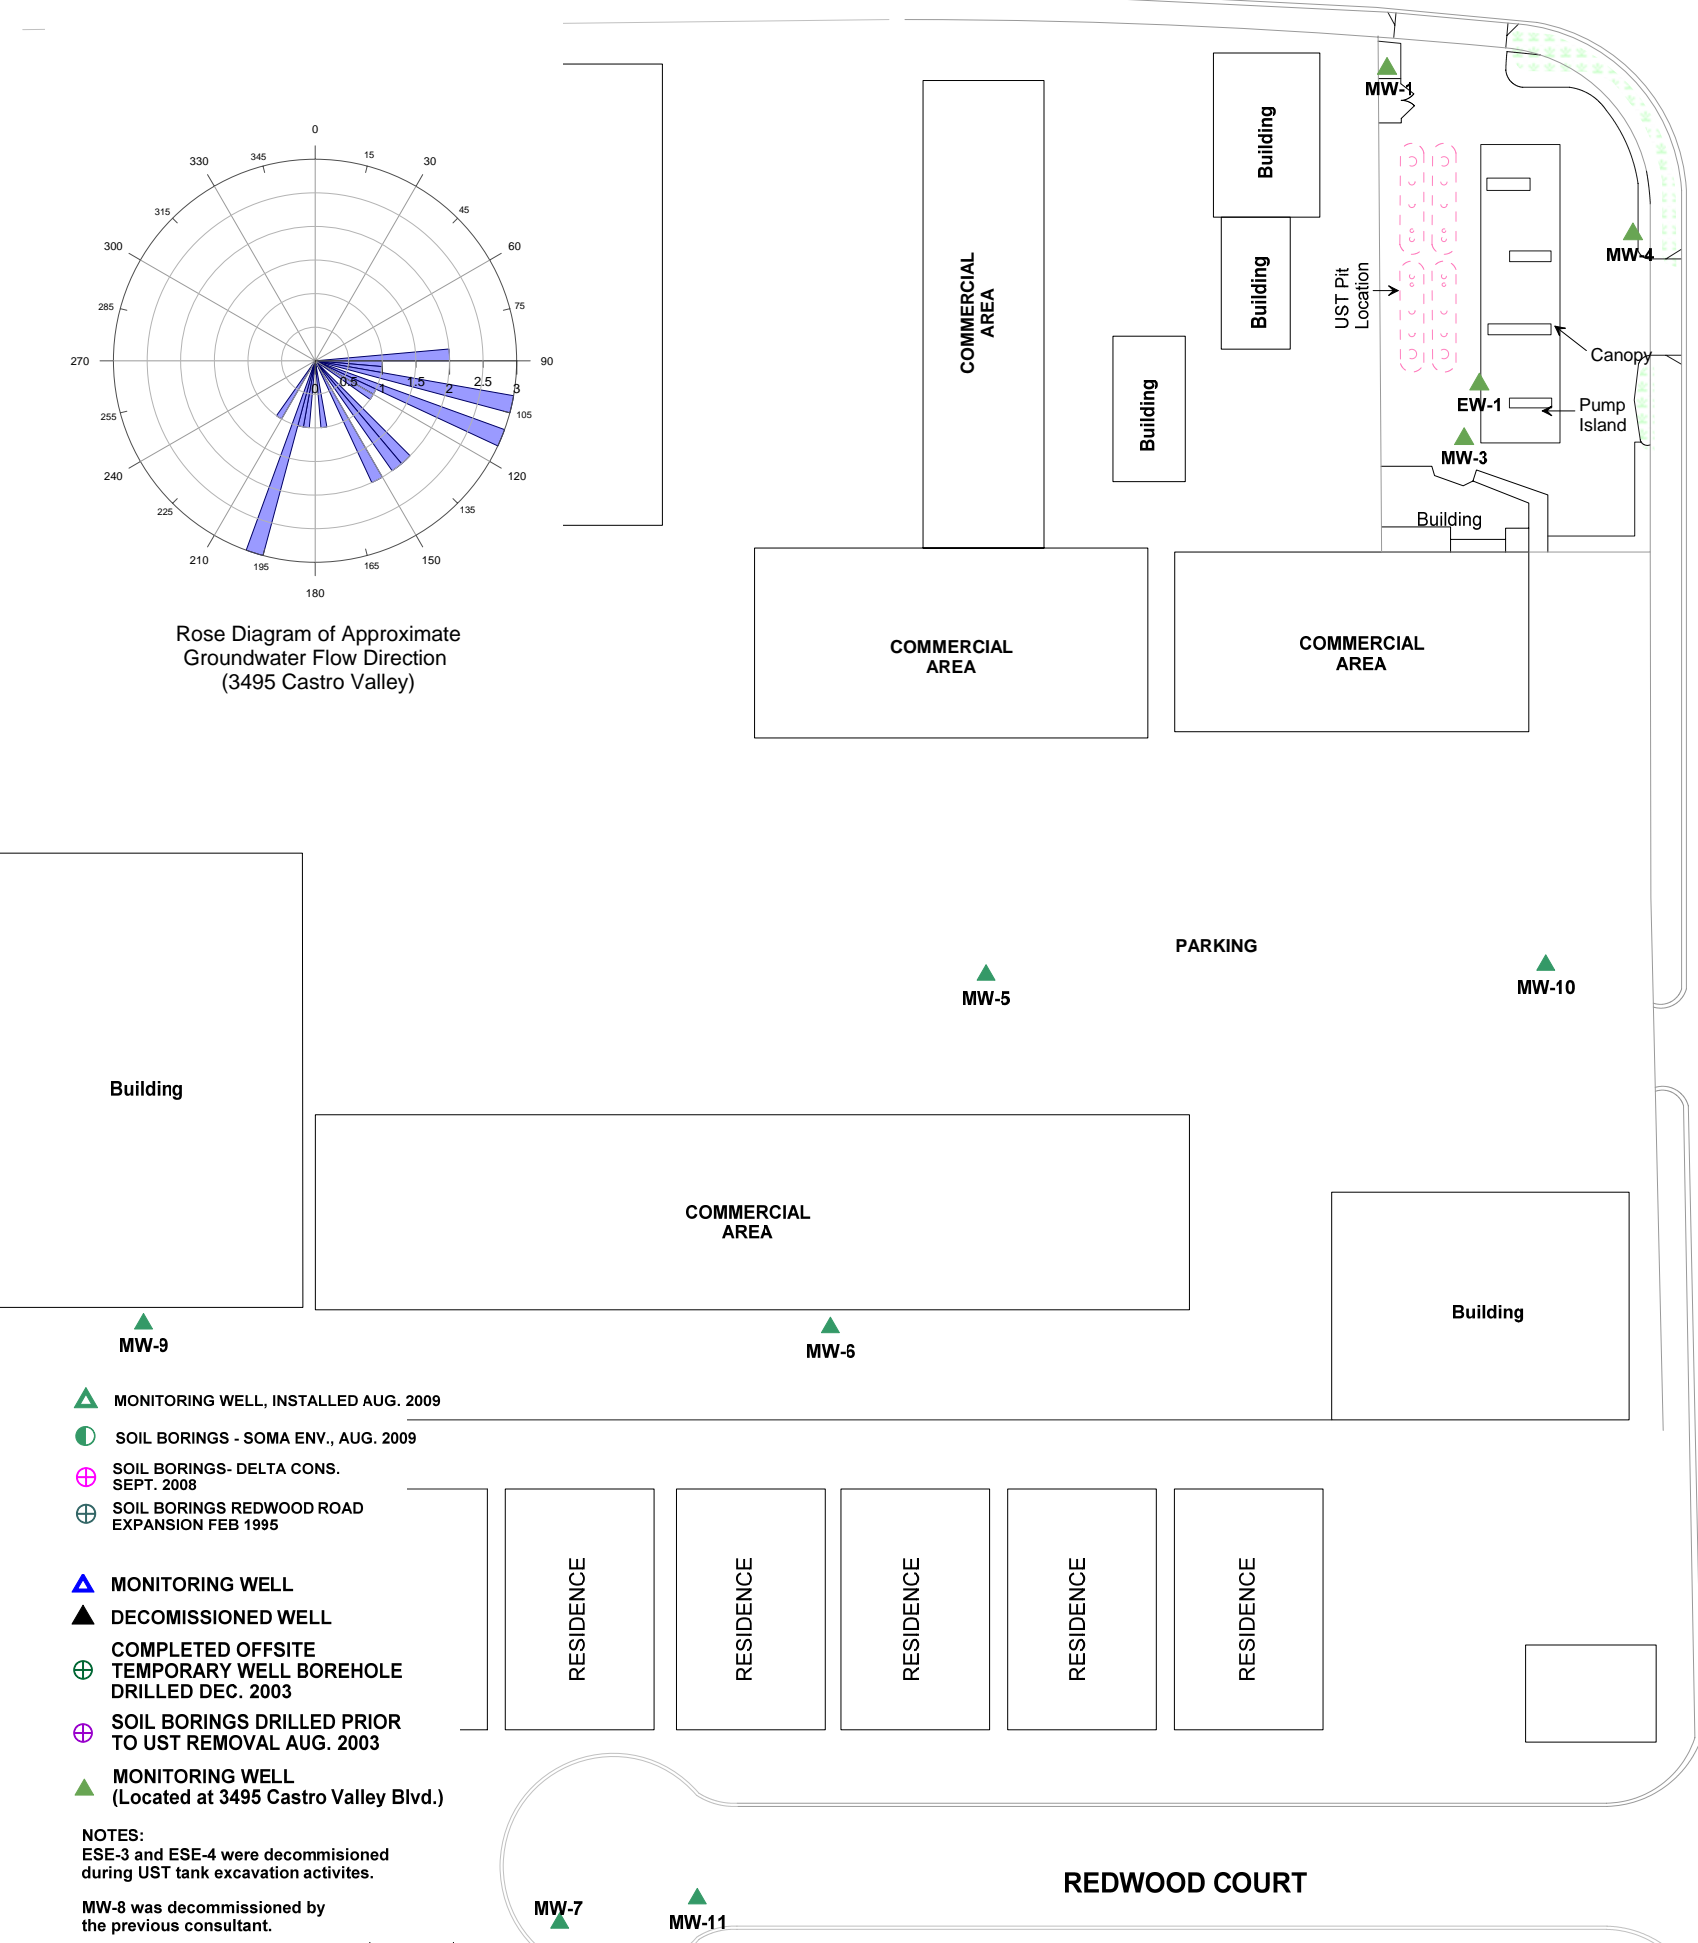 0
15
30
45
60
75
90
105
120
135
150
165
180
195
210
225
240
255
270
285
300
315
330
345
0
0.5
1
1.5
2
2.5
3
Rose Diagram of Approximate
Groundwater Flow Direction
(3495 Castro Valley)
COMMERCIAL
AREA
Building
Building
Building
MW-1
UST Pit
Location
MW-4
Canopy
EW-1
Pump
Island
MW-3
Building
COMMERCIAL
AREA
COMMERCIAL
AREA
PARKING
MW-5
MW-10
Building
COMMERCIAL
AREA
Building
MW-9
MW-6
MONITORING WELL, INSTALLED AUG. 2009
SOIL BORINGS - SOMA ENV., AUG. 2009
SOIL BORINGS- DELTA CONS.
SEPT. 2008
SOIL BORINGS REDWOOD ROAD
EXPANSION FEB 1995
MONITORING WELL
DECOMISSIONED WELL
COMPLETED OFFSITE
TEMPORARY WELL BOREHOLE
DRILLED DEC. 2003
SOIL BORINGS DRILLED PRIOR
TO UST REMOVAL AUG. 2003
MONITORING WELL
(Located at 3495 Castro Valley Blvd.)
NOTES:
ESE-3 and ESE-4 were decommisioned
during UST tank excavation activites.
MW-8 was decommissioned by
the previous consultant.
RESIDENCE
RESIDENCE
RESIDENCE
RESIDENCE
RESIDENCE
REDWOOD COURT
MW-7
MW-11